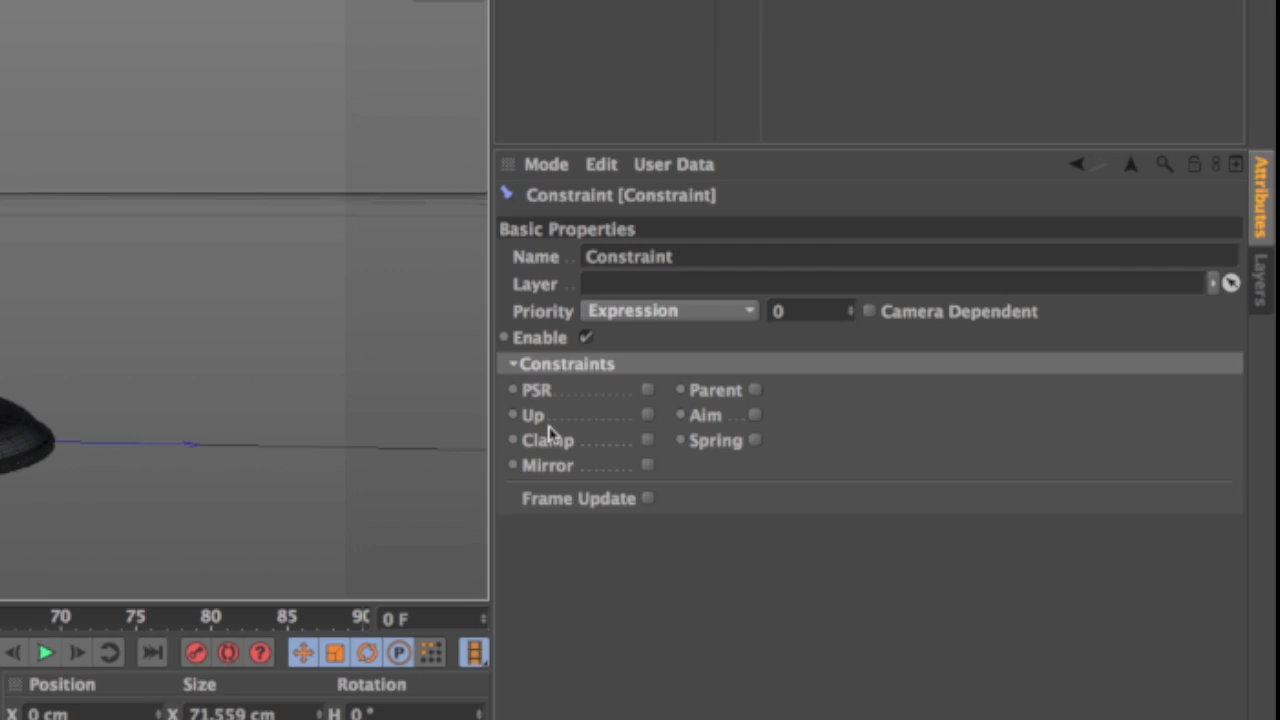 Mode Edit User Data
Constraint [Constraint]
Attributes
Layers
Basic Properties
Name .. Constraint
Layer ..
Priority Expression 0 Camera Dependent
Enable
Constraints
PSR Parent
Up Aim
Clamp Spring
Mirror
Frame Update
70 75 80 85 90 0 F
P
Position Size Rotation
X 0 cm X 71.559 cm H 0 °